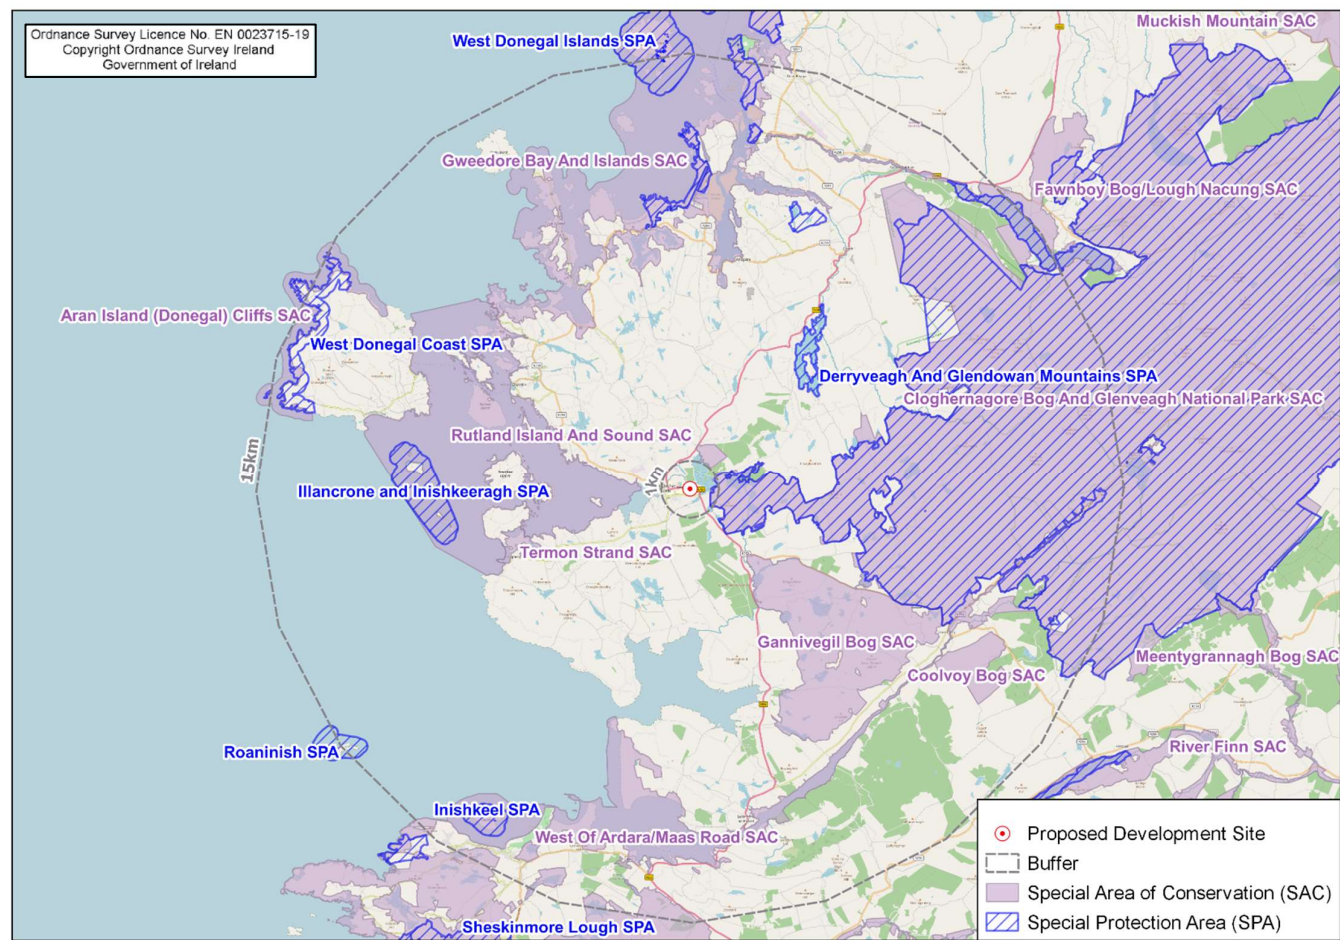 Ordnance Survey Licence No. EN 0023715-19
Copyright Ordnance Survey Ireland
Government of Ireland
Muckish Mountain SAC
West Donegal Islands SPA
Gweedore Bay And Islands SAC
Fawnboy Bog/Lough Nacung SAC
Aran Island (Donegal) Cliffs SAC
West Donegal Coast SPA
Derryveagh And Glendowan Mountains SPA
Cloghernagore Bog And Glenveagh National Park SAC
Rutland Island And Sound SAC
15km
1km
Illancrone and Inishkeeragh SPA
Termon Strand SAC
Gannivegil Bog SAC
Coolvoy Bog SAC
Meentygrannagh Bog SAC
River Finn SAC
Roaninish SPA
Inishkeel SPA
West Of Ardara/Maas Road SAC
Sheskinmore Lough SPA
Proposed Development Site
Buffer
Special Area of Conservation (SAC)
Special Protection Area (SPA)